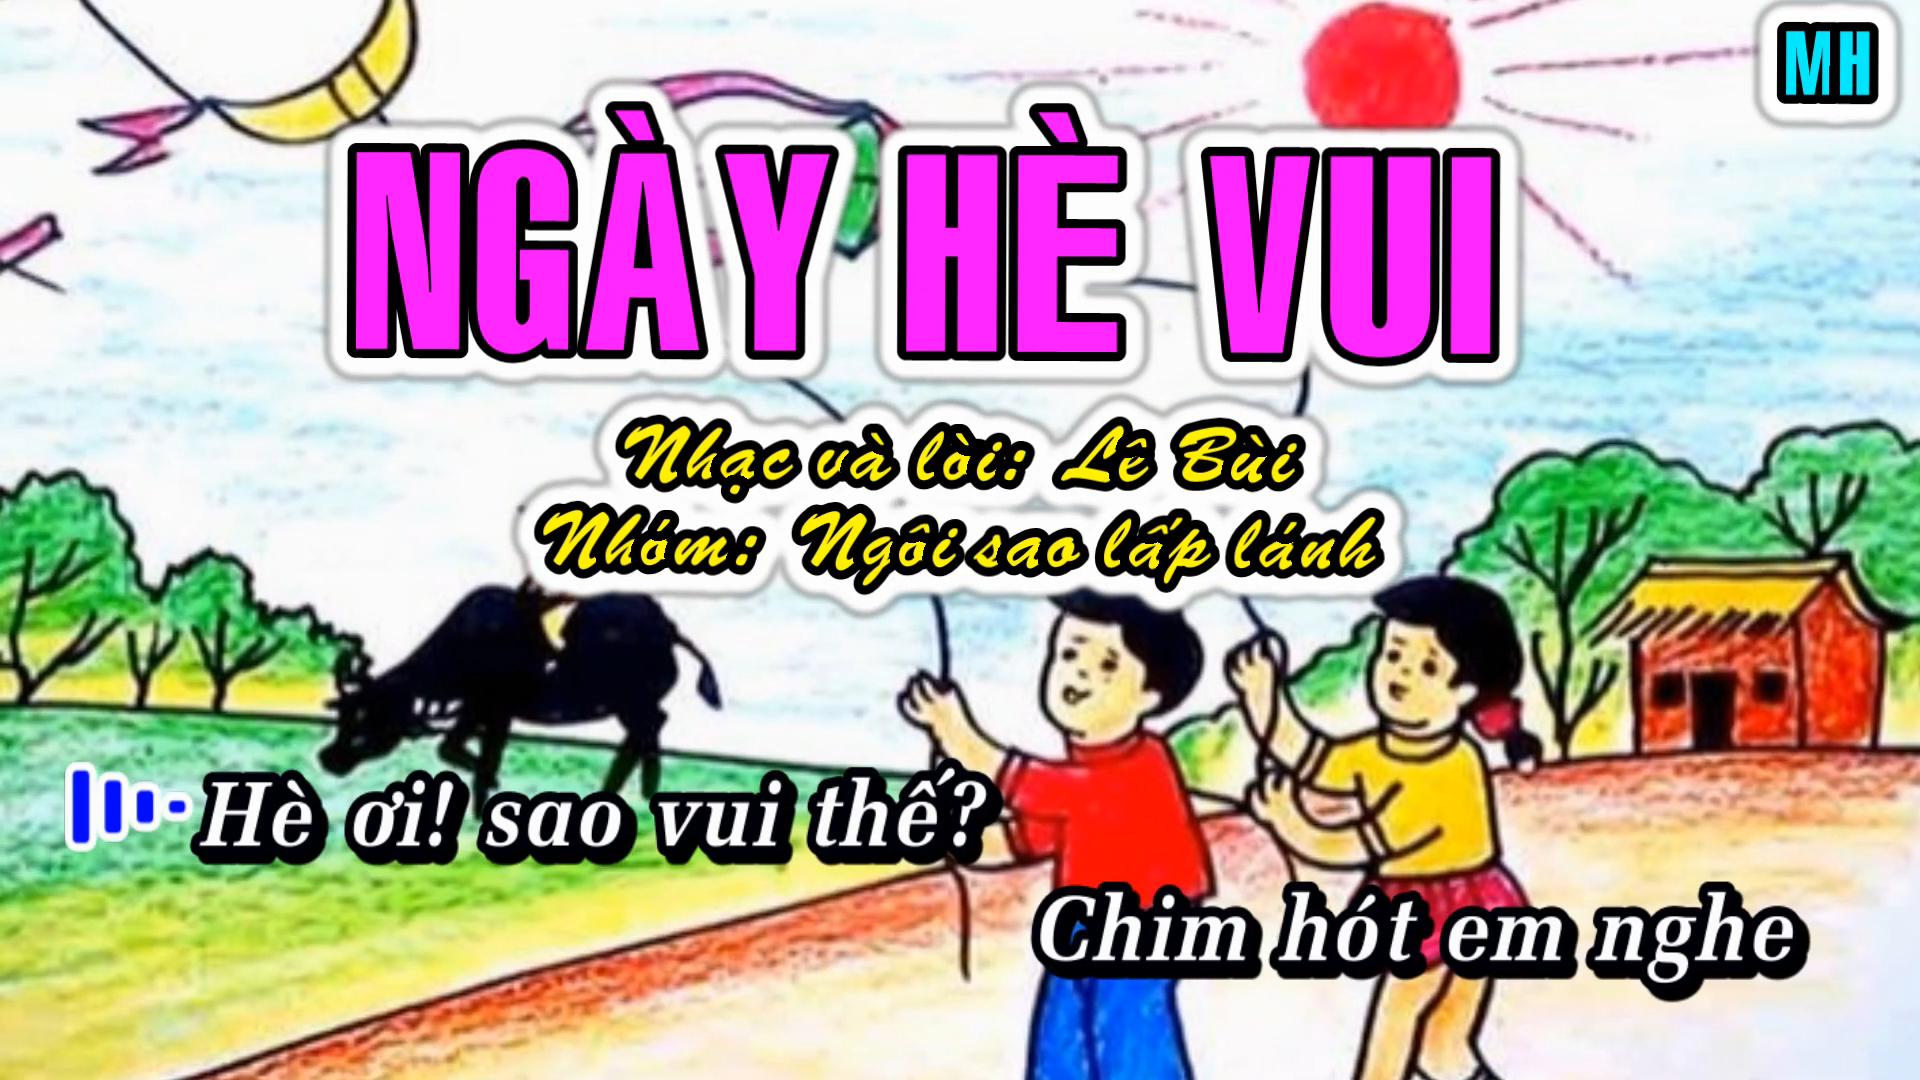 MH
NGÀY HÈ VUI
Nhạc và lòi: Lê Bùi
Nhóm: Ngôi sao lấp lánh
Hè ơi! sao vui thế?
Chim hót em nghe